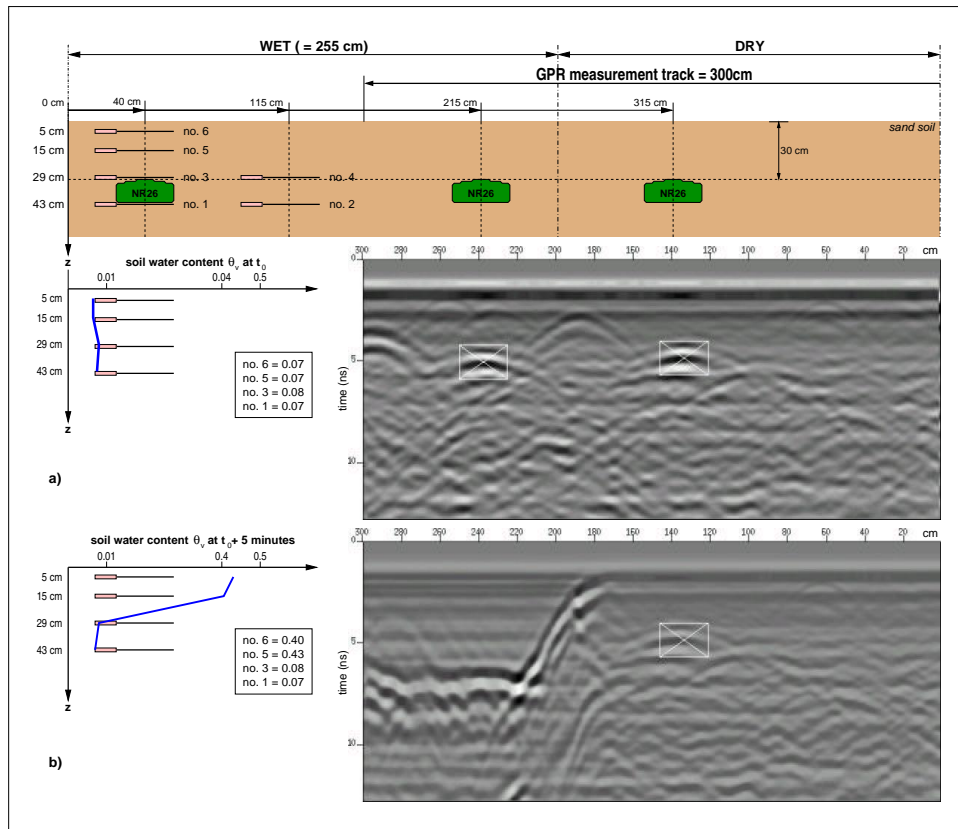 WET ( = 255 cm) DRY
GPR measurement track = 300cm
0 cm 40 cm 115 cm 215 cm 315 cm
5 cm no. 6 sand soil
15 cm no. 5 30 cm
29 cm no. 3 no. 4
NR26 NR26 NR26
43 cm no. 1 no. 2
z
soil water content θv at t0
0.01 0.04 0.5
5 cm
15 cm
29 cm
43 cm
z
no. 6 = 0.07
no. 5 = 0.07
no. 3 = 0.08
no. 1 = 0.07
a)
300 280 260 240 220 200 180 160 140 120 100 80 60 40 20 cm
0
5
10
time (ns)
soil water content θv at t0+ 5 minutes
0.01 0.4 0.5
5 cm
15 cm
29 cm
43 cm
z
no. 6 = 0.40
no. 5 = 0.43
no. 3 = 0.08
no. 1 = 0.07
b)
300 280 260 240 220 200 180 160 140 120 100 80 60 40 20 cm
0
5
10
time (ns)